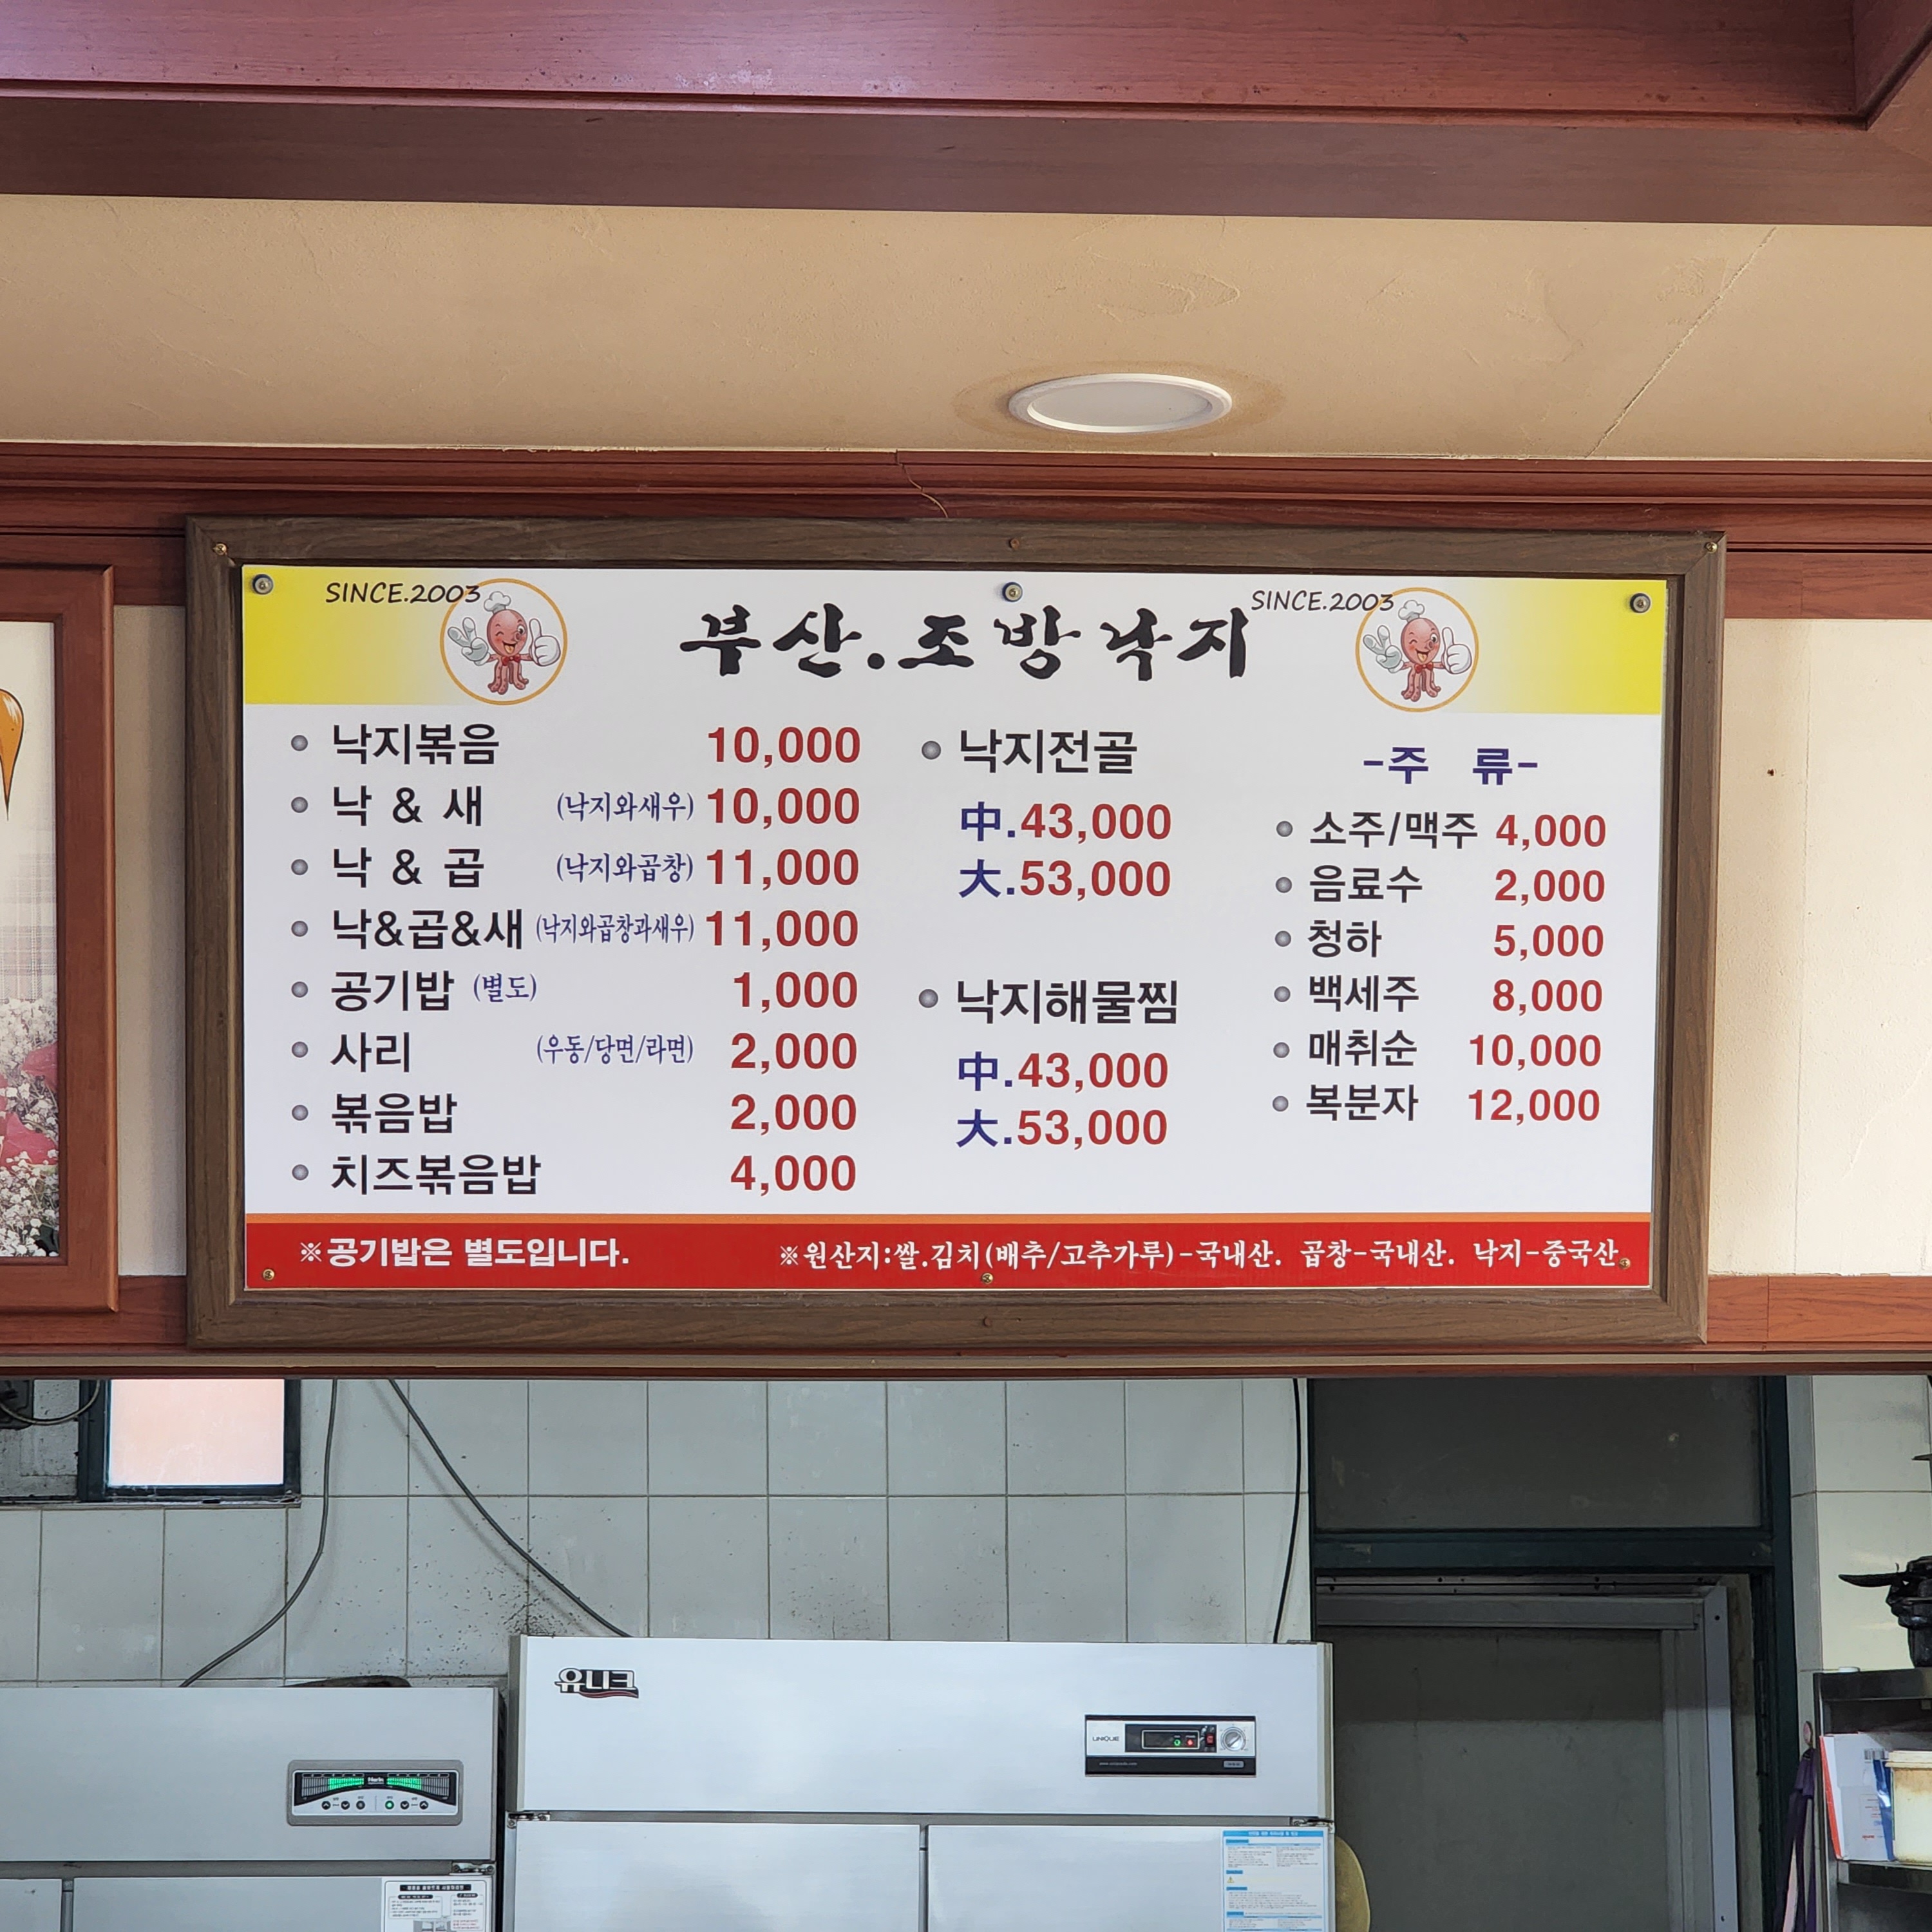 SINCE.2003
부산.조방낙지
SINCE.2003
낙지볶음 10,000
낙 & 새 (낙지와새우) 10,000
낙 & 곱 (낙지와곱창) 11,000
낙&곱&새 (낙지와곱창과새우) 11,000
공기밥 (별도) 1,000
사리 (우동/당면/라면) 2,000
볶음밥 2,000
치즈볶음밥 4,000
낙지전골
中.43,000
大.53,000
낙지해물찜
中.43,000
大.53,000
-주 류-
소주/맥주 4,000
음료수 2,000
청하 5,000
백세주 8,000
매취순 10,000
복분자 12,000
※공기밥은 별도입니다.
※원산지:쌀.김치(배추/고추가루)-국내산. 곱창-국내산. 낙지-중국산.
유니크
UNIQUE